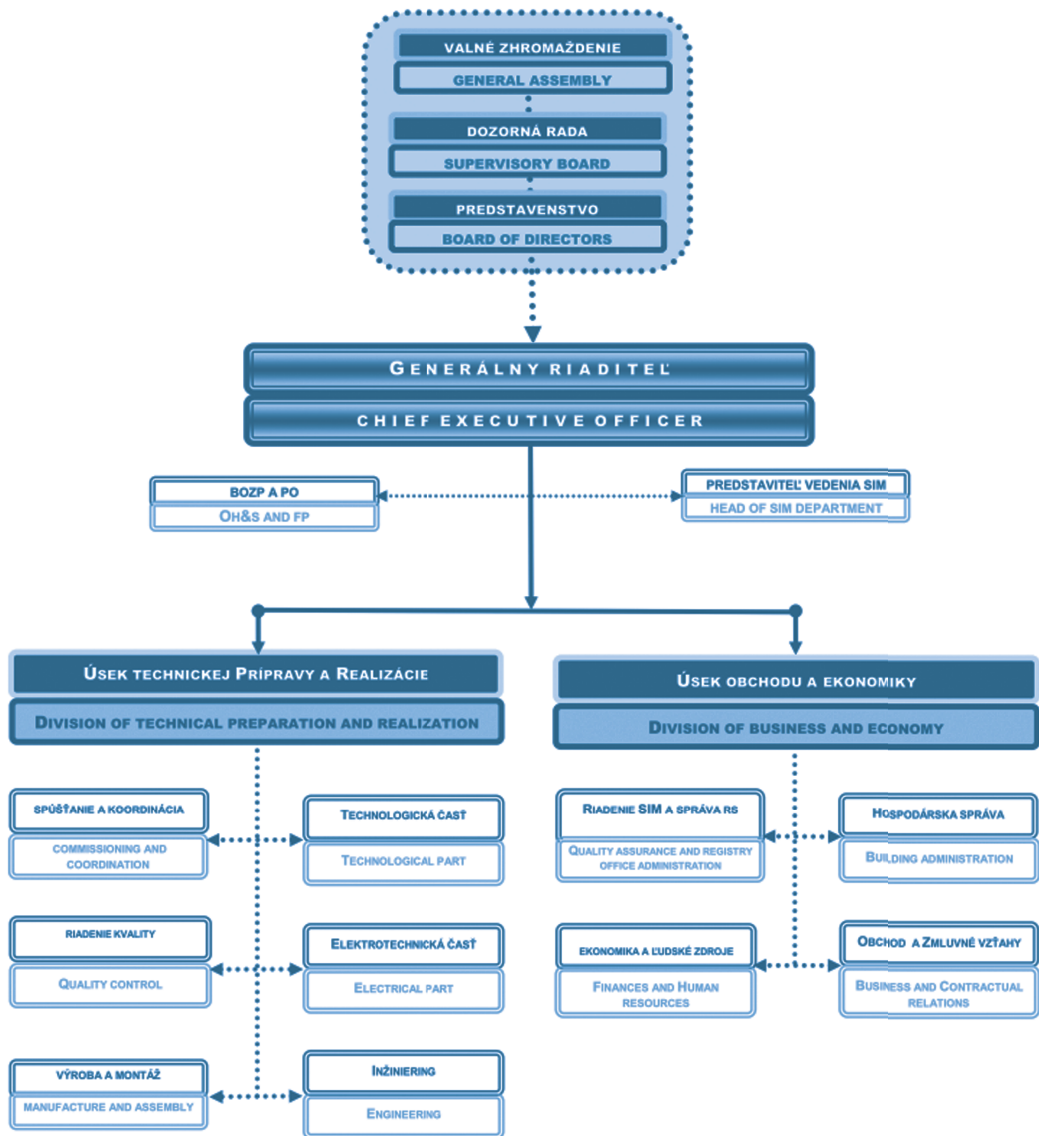 VALNÉ ZHROMAŽDENIE
GENERAL ASSEMBLY
DOZORNÁ RADA
SUPERVISORY BOARD
PREDSTAVENSTVO
BOARD OF DIRECTORS
GENERÁLNY RIADITEĽ
CHIEF EXECUTIVE OFFICER
BOZP A PO
OH&S AND FP
PREDSTAVITEĽ VEDENIA SIM
HEAD OF SIM DEPARTMENT
ÚSEK TECHNICKEJ PRÍPRAVY A REALIZÁCIE
DIVISION OF TECHNICAL PREPARATION AND REALIZATION
ÚSEK OBCHODU A EKONOMIKY
DIVISION OF BUSINESS AND ECONOMY
SPÚŠŤANIE A KOORDINÁCIA
COMMISSIONING AND
COORDINATION
TECHNOLOGICKÁ ČASŤ
TECHNOLOGICAL PART
RIADENIE KVALITY
QUALITY CONTROL
ELEKTROTECHNICKÁ ČASŤ
ELECTRICAL PART
VÝROBA A MONTÁŽ
MANUFACTURE AND ASSEMBLY
INŽINIERING
ENGINEERING
RIADENIE SIM A SPRÁVA RS
QUALITY ASSURANCE AND REGISTRY
OFFICE ADMINISTRATION
HOSPODÁRSKA SPRÁVA
BUILDING ADMINISTRATION
EKONOMIKA A ĽUDSKÉ ZDROJE
FINANCES AND HUMAN
RESOURCES
OBCHOD A ZMLUVNÉ VZŤAHY
BUSINESS AND CONTRACTUAL
RELATIONS